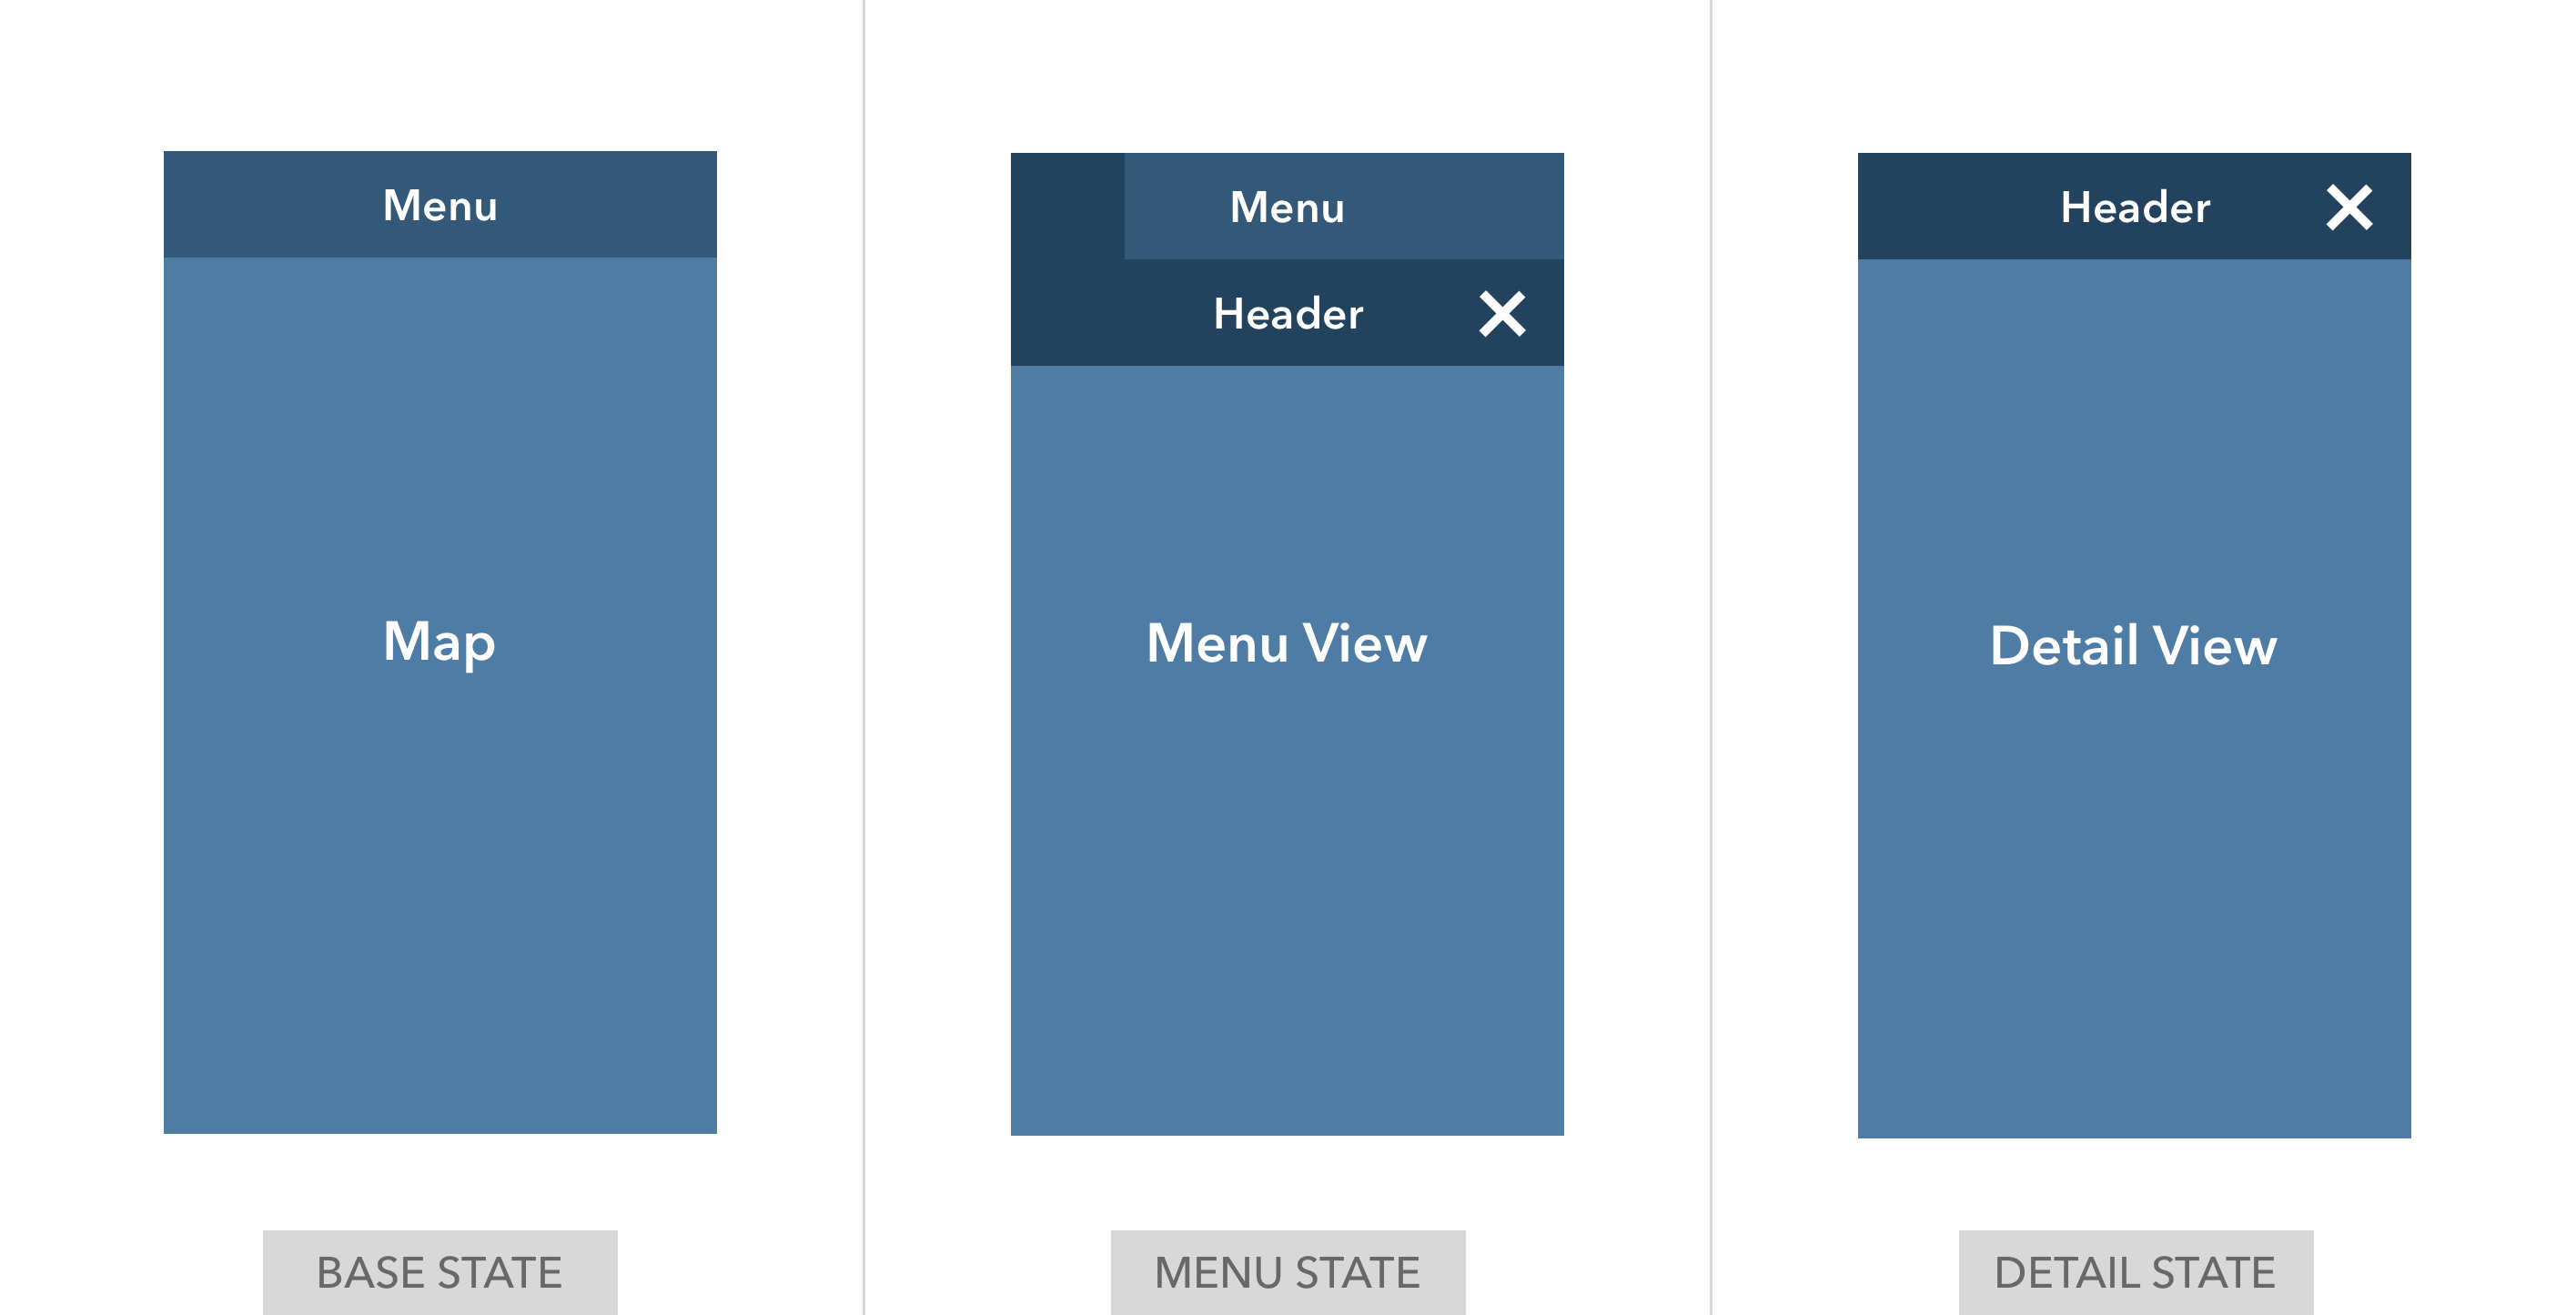 Menu
Map
BASE STATE
Menu
Header
Menu View
MENU STATE
Header
Detail View
DETAIL STATE